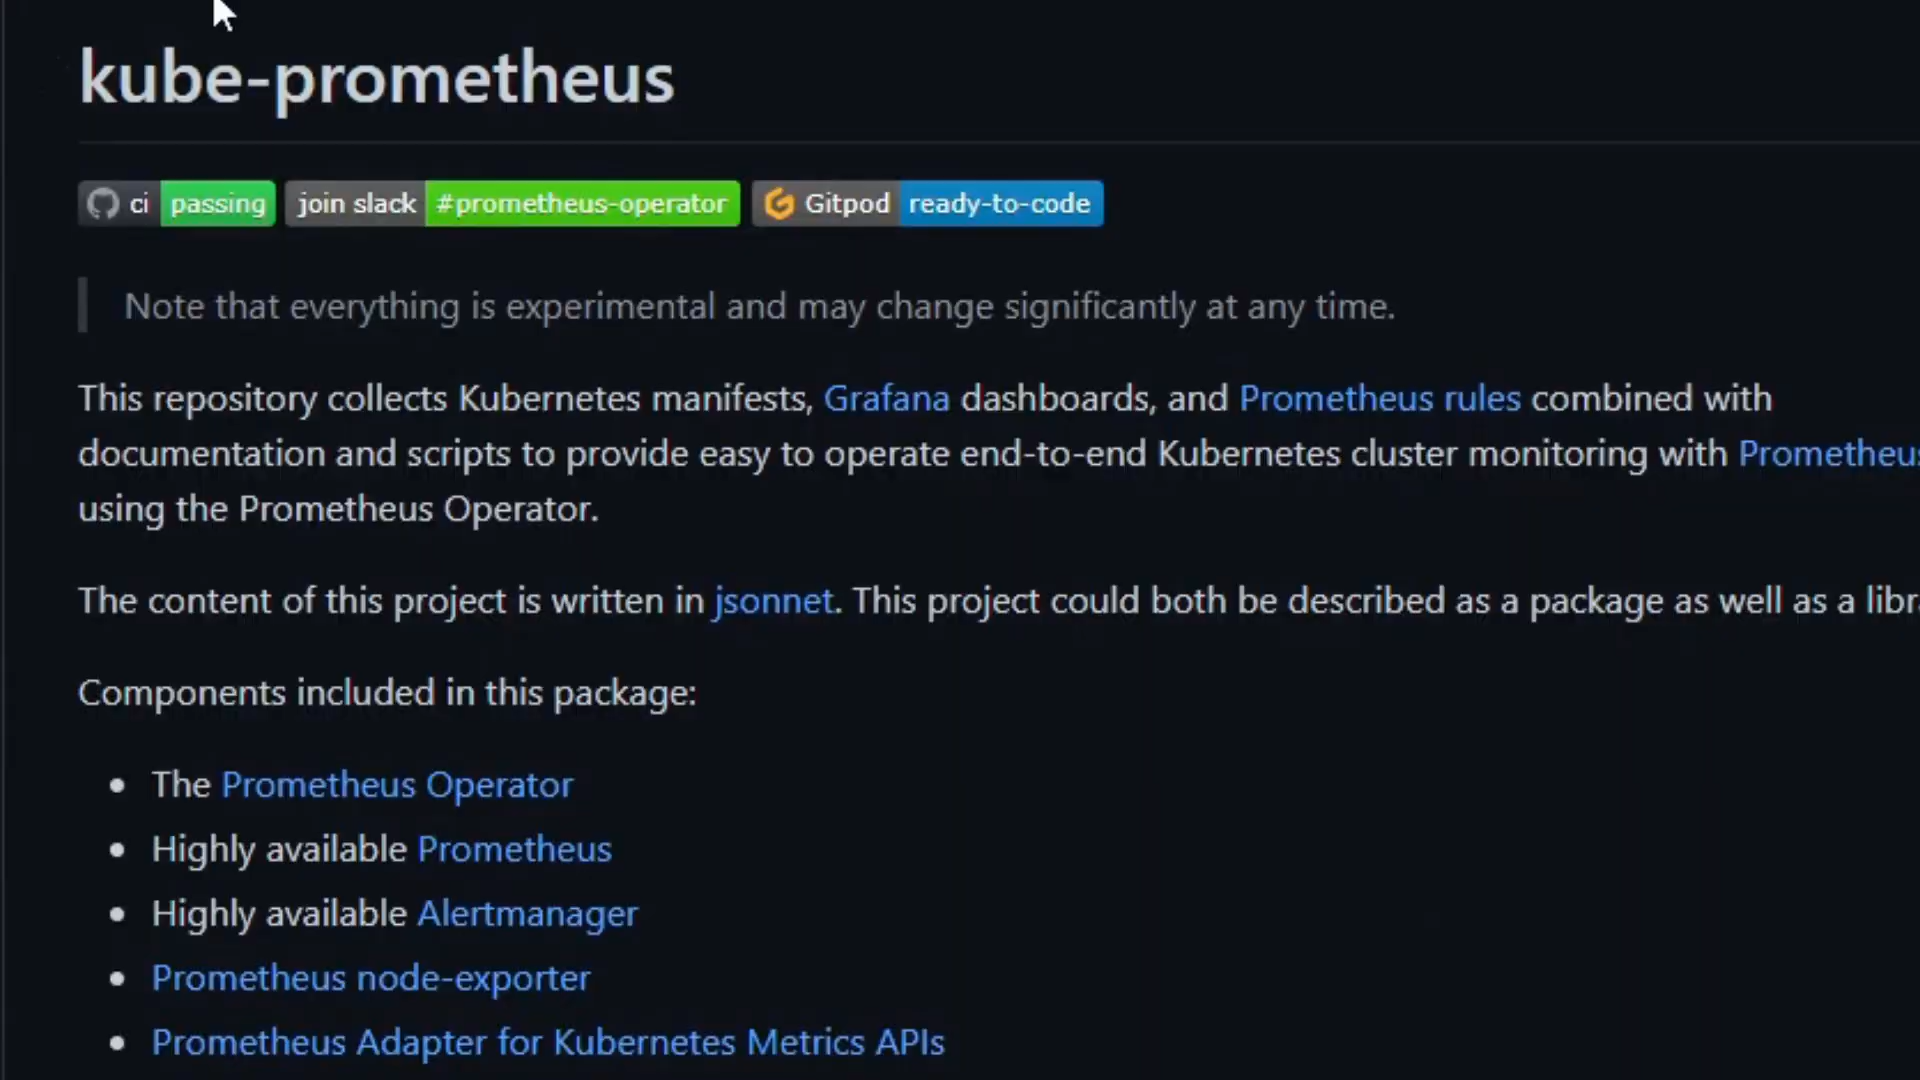 kube-prometheus
ci passing join slack #prometheus-operator Gitpod ready-to-code
Note that everything is experimental and may change significantly at any time.
This repository collects Kubernetes manifests, Grafana dashboards, and Prometheus rules combined with
documentation and scripts to provide easy to operate end-to-end Kubernetes cluster monitoring with Prometheus
using the Prometheus Operator.
The content of this project is written in jsonnet. This project could both be described as a package as well as a libra
Components included in this package:
• The Prometheus Operator
• Highly available Prometheus
• Highly available Alertmanager
• Prometheus node-exporter
• Prometheus Adapter for Kubernetes Metrics APIs